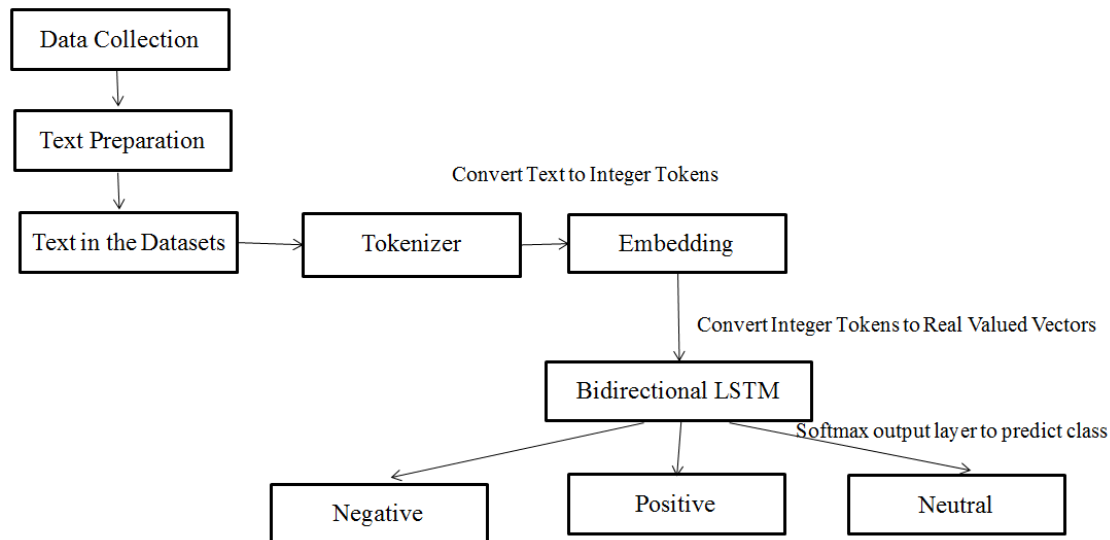 Data Collection
Text Preparation
Convert Text to Integer Tokens
Text in the Datasets
Tokenizer
Embedding
Convert Integer Tokens to Real Valued Vectors
Bidirectional LSTM
Softmax output layer to predict class
Negative
Positive
Neutral